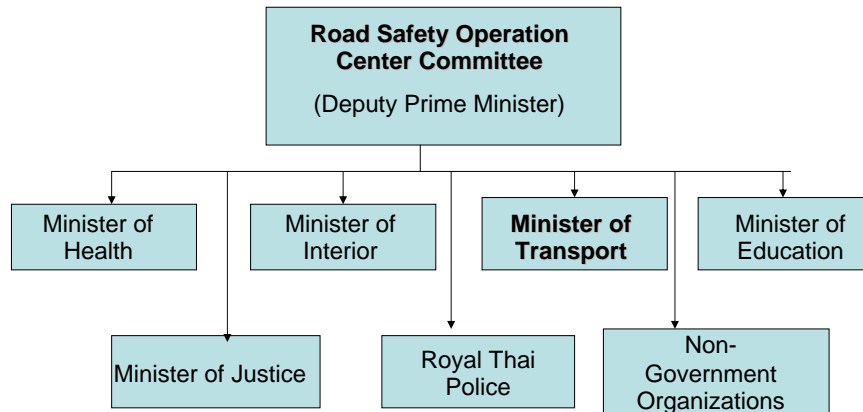 Road Safety Operation
Center Committee
(Deputy Prime Minister)
Minister of
Health
Minister of
Interior
Minister of
Transport
Minister of
Education
Minister of Justice
Royal Thai
Police
Non-
Government
Organizations